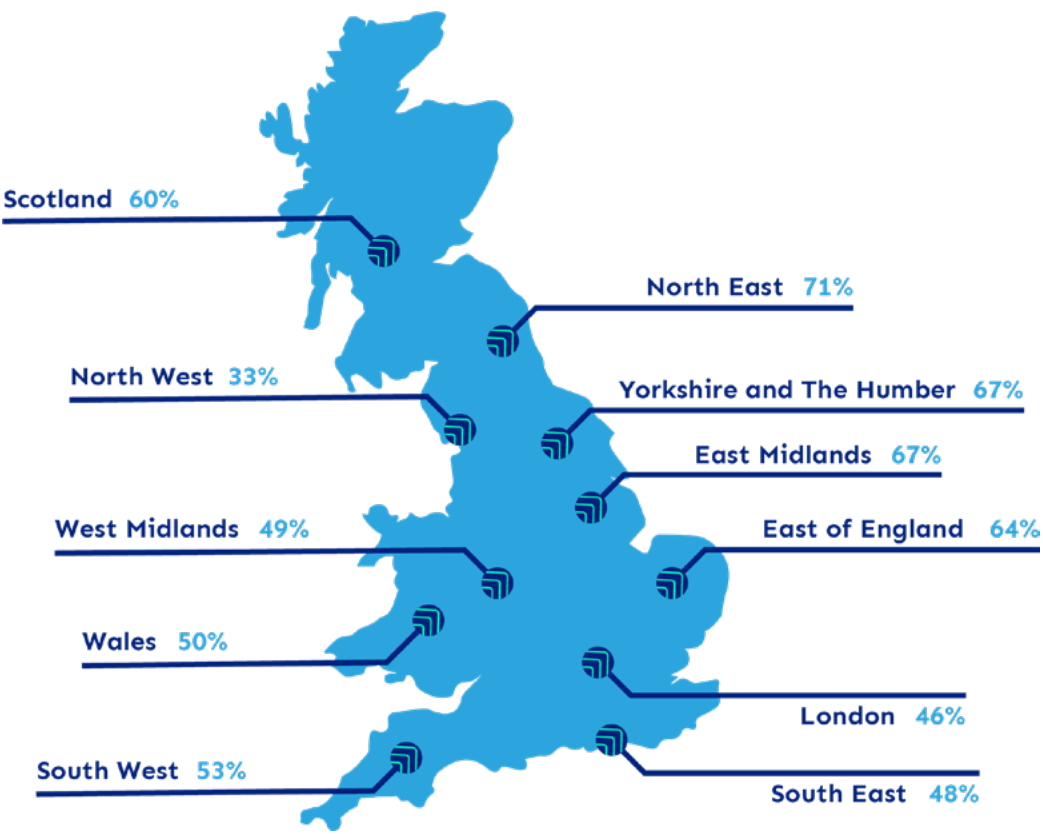 Scotland 60%
North East 71%
North West 33%
Yorkshire and The Humber 67%
East Midlands 67%
West Midlands 49%
East of England 64%
Wales 50%
London 46%
South West 53%
South East 48%